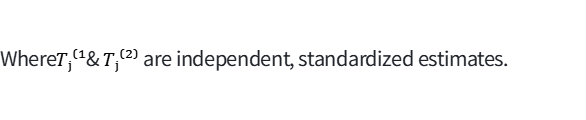 Where𝑇ⱼ⁽¹& 𝑇ⱼ⁽²⁾ are independent, standardized estimates.